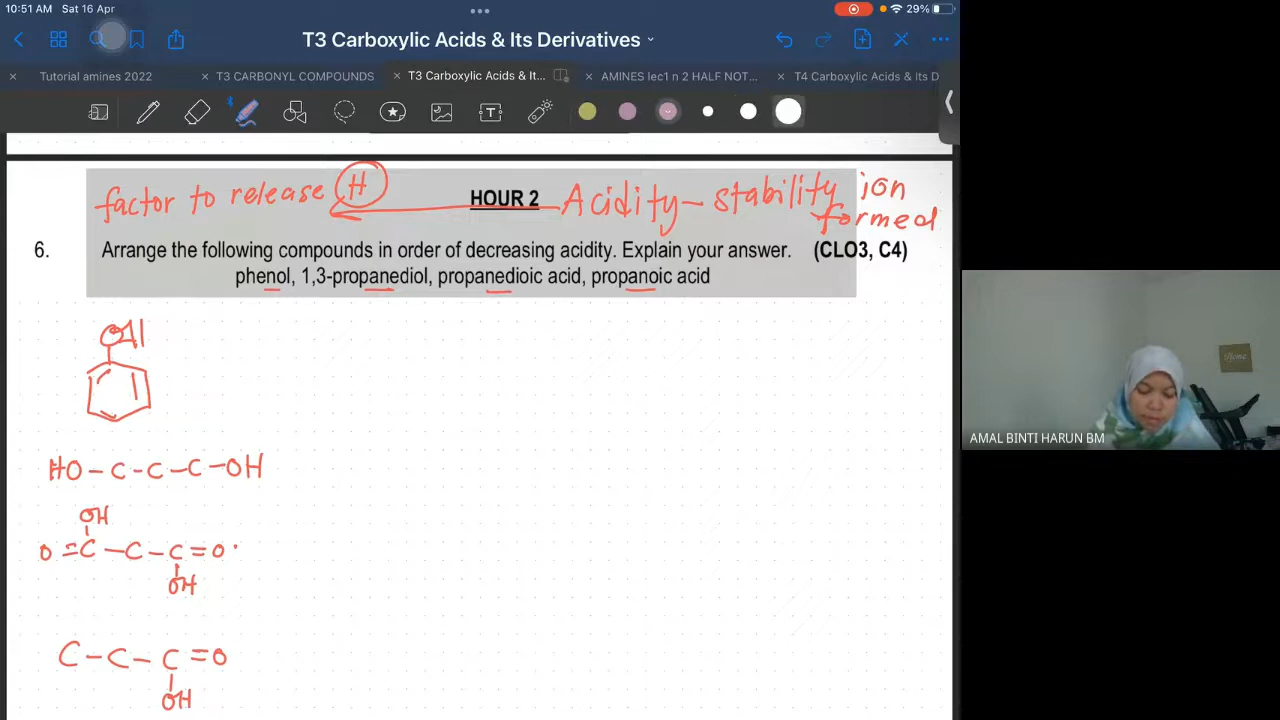 10:51 AM Sat 16 Apr
29%
T3 Carboxylic Acids & Its Derivatives
Tutorial amines 2022
T3 CARBONYL COMPOUNDS
T3 Carboxylic Acids & It...
AMINES lec1 n 2 HALF NOT...
T4 Carboxylic Acids & Its D
factor to release H
HOUR 2
Acidity – stability ion formed
6. Arrange the following compounds in order of decreasing acidity. Explain your answer. (CLO3, C4)
phenol, 1,3-propanediol, propanedioic acid, propanoic acid
OH
HO – C – C – C – OH
OH
O = C – C – C = O
OH
C – C – C = O
OH
Home
AMAL BINTI HARUN BM